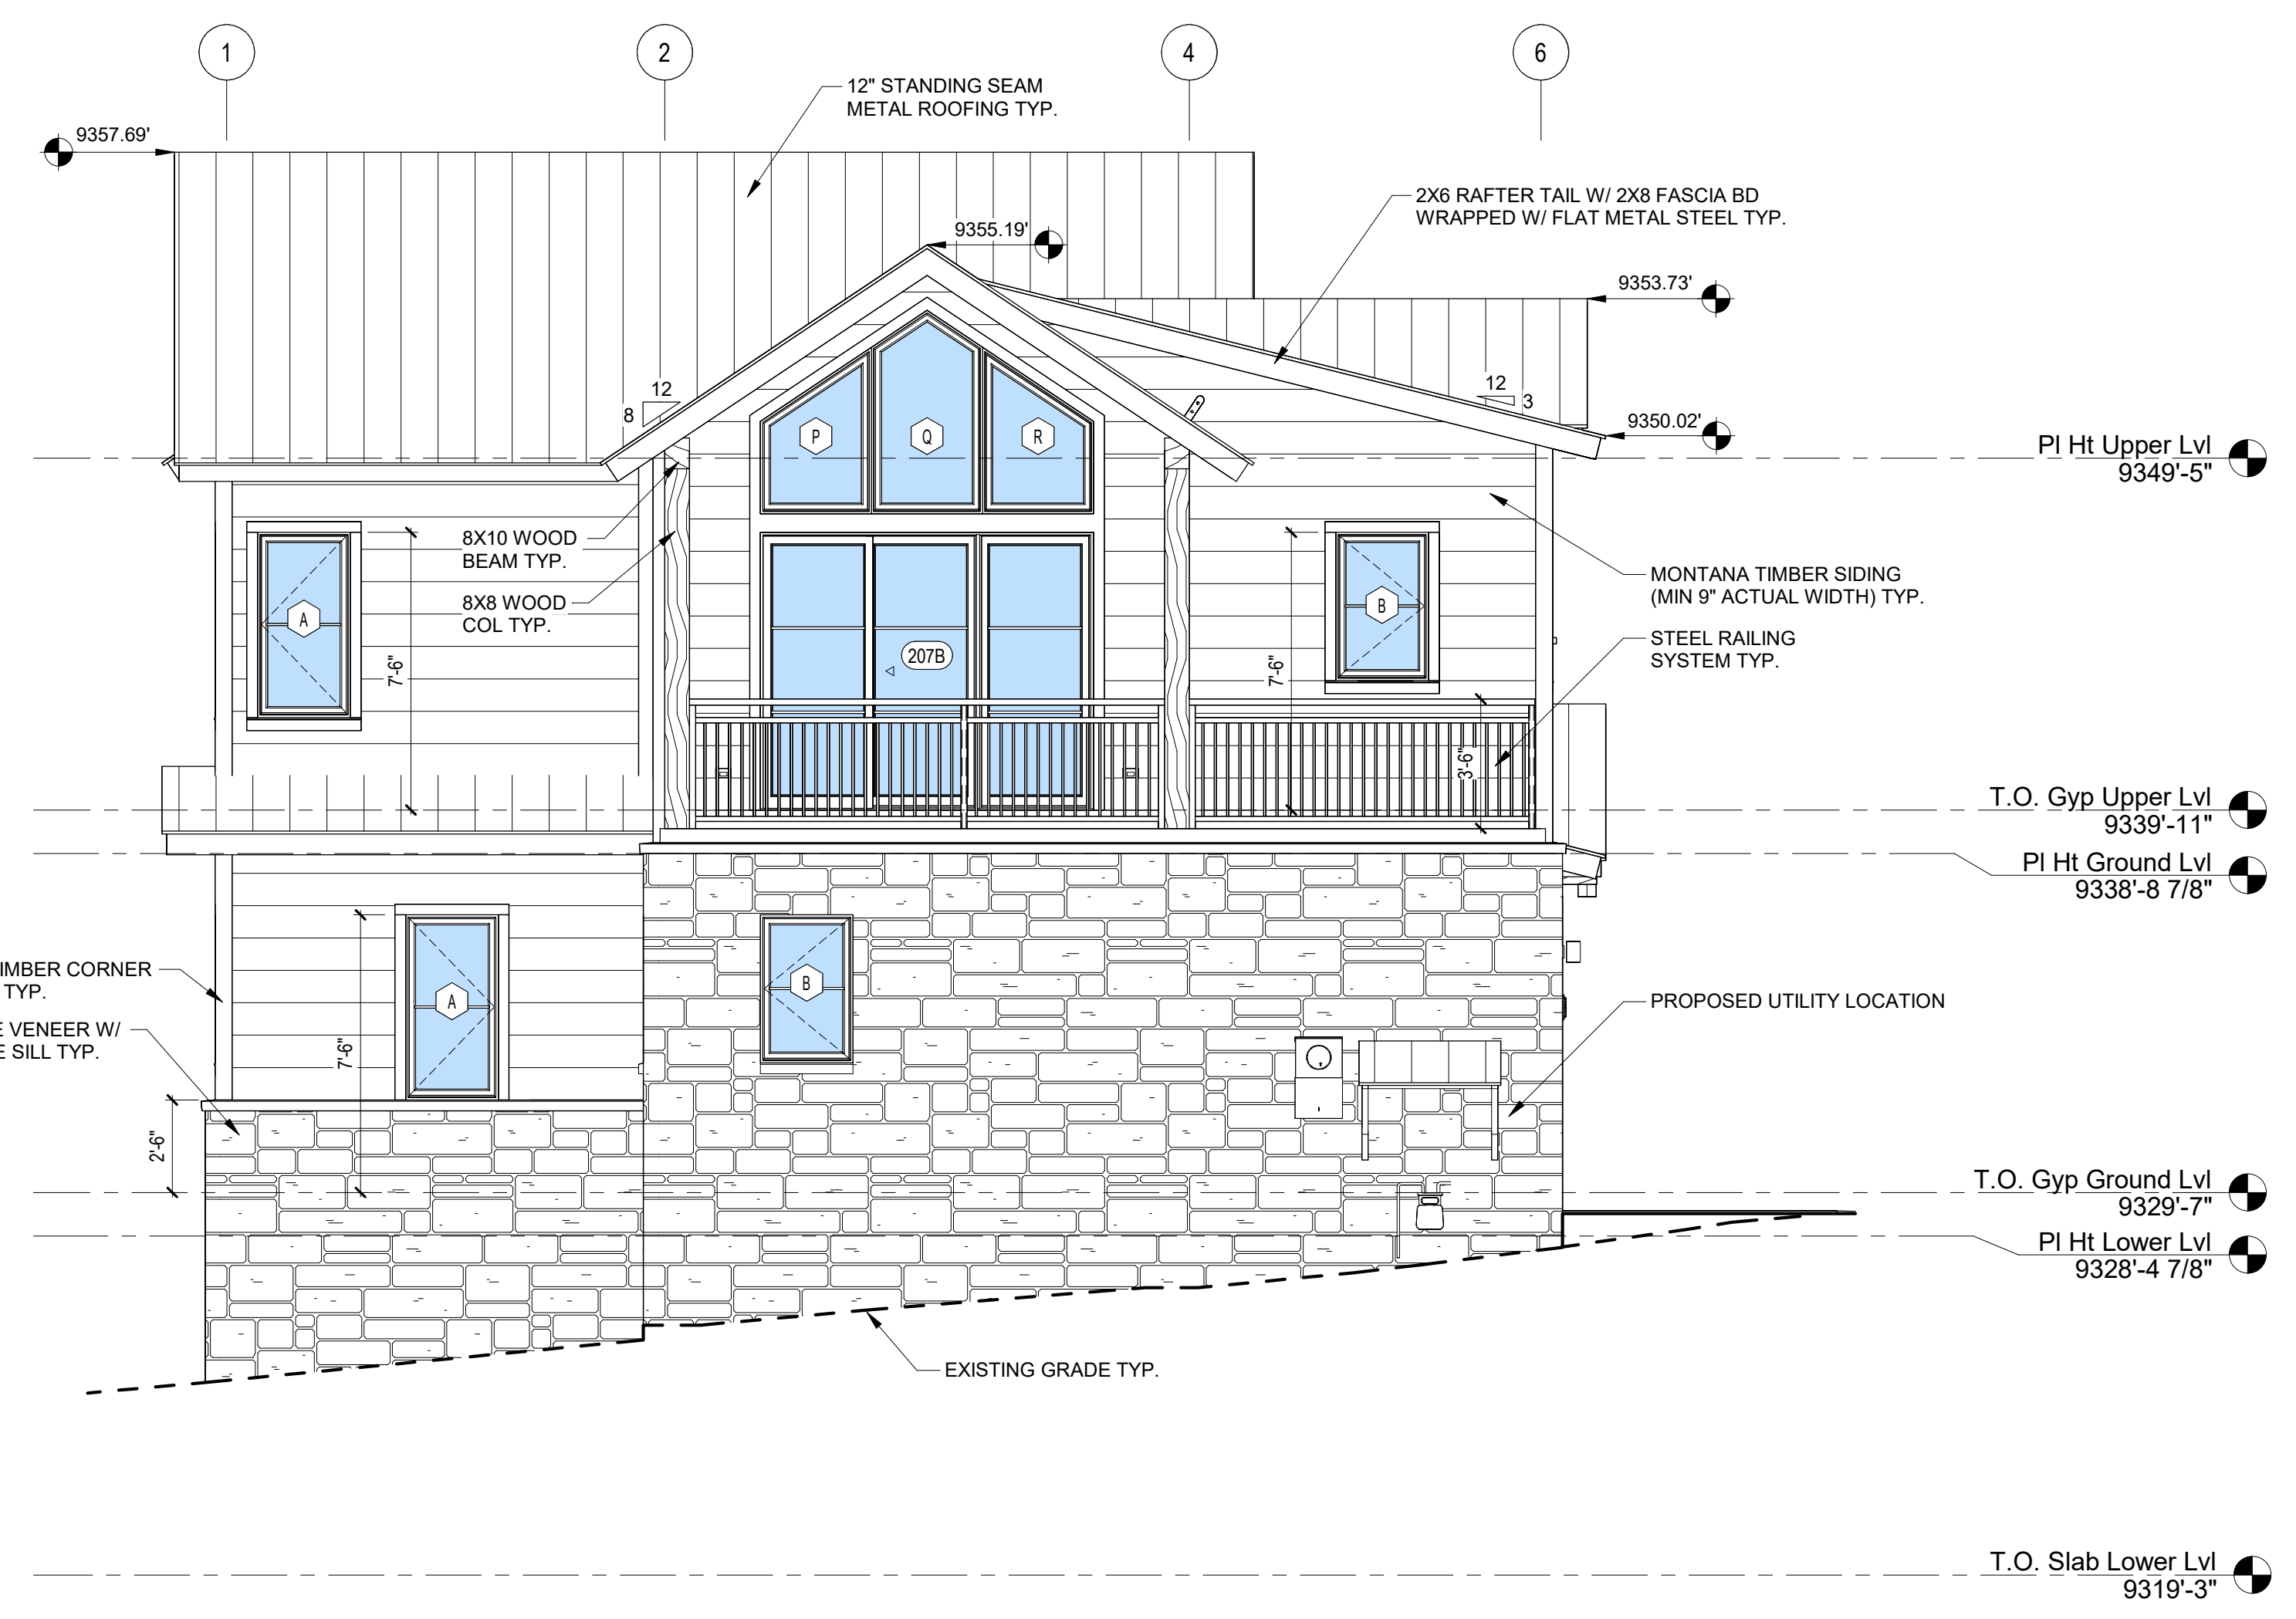 1
2
4
6
12" STANDING SEAM
METAL ROOFING TYP.
9357.69'
2X6 RAFTER TAIL W/ 2X8 FASCIA BD
WRAPPED W/ FLAT METAL STEEL TYP.
9355.19'
9353.73'
12
8
12
3
9350.02'
P
Q
R
Pl Ht Upper Lvl
9349'-5"
8X10 WOOD
BEAM TYP.
8X8 WOOD
COL TYP.
A
7'-6"
207B
7'-6"
B
MONTANA TIMBER SIDING
(MIN 9" ACTUAL WIDTH) TYP.
STEEL RAILING
SYSTEM TYP.
3'-6"
T.O. Gyp Upper Lvl
9339'-11"
Pl Ht Ground Lvl
9338'-8 7/8"
IMBER CORNER
TYP.
E VENEER W/
E SILL TYP.
A
B
7'-6"
2'-6"
PROPOSED UTILITY LOCATION
T.O. Gyp Ground Lvl
9329'-7"
Pl Ht Lower Lvl
9328'-4 7/8"
EXISTING GRADE TYP.
T.O. Slab Lower Lvl
9319'-3"